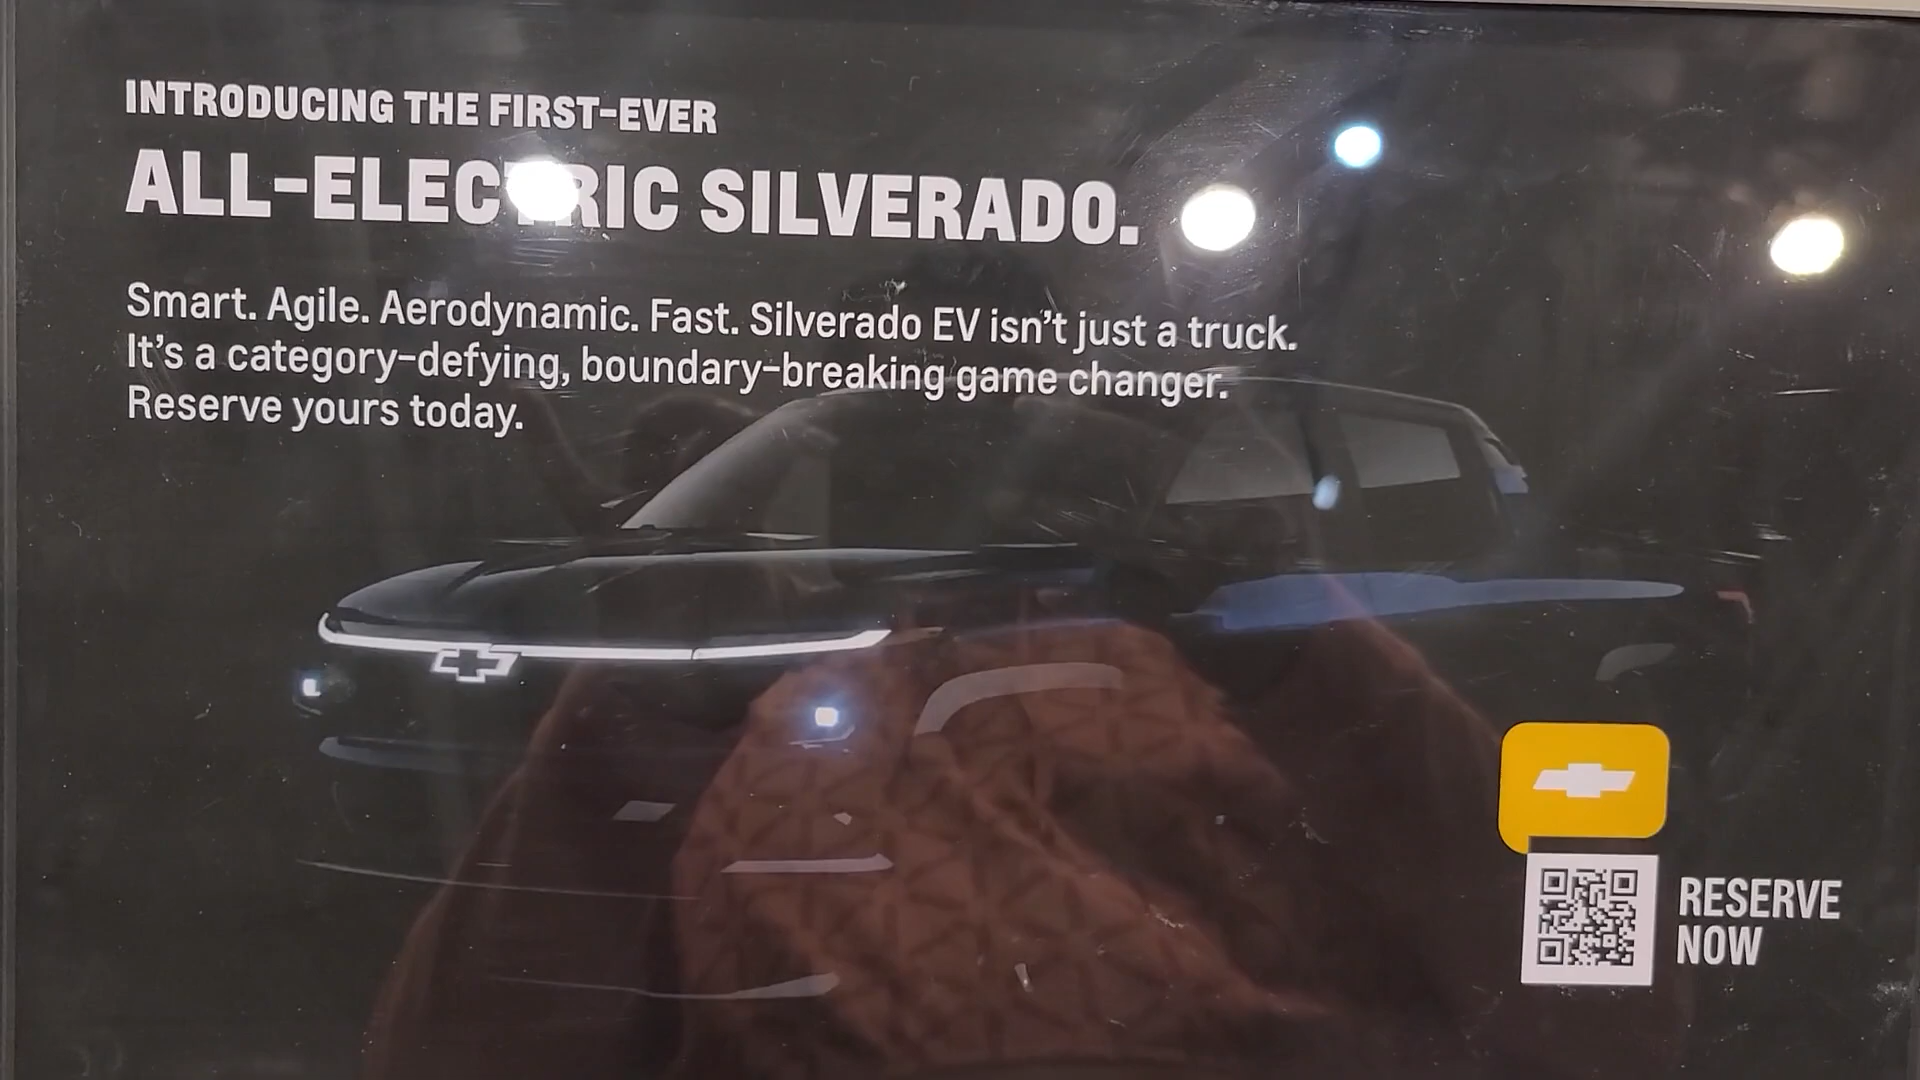 INTRODUCING THE FIRST-EVER
ALL-ELECTRIC SILVERADO.
Smart. Agile. Aerodynamic. Fast. Silverado EV isn't just a truck.
It's a category-defying, boundary-breaking game changer.
Reserve yours today.
RESERVE
NOW